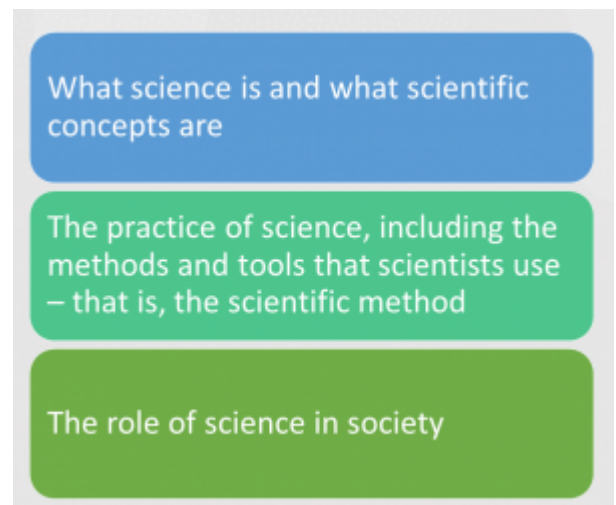 What science is and what scientific
concepts are
The practice of science, including the
methods and tools that scientists use
– that is, the scientific method
The role of science in society